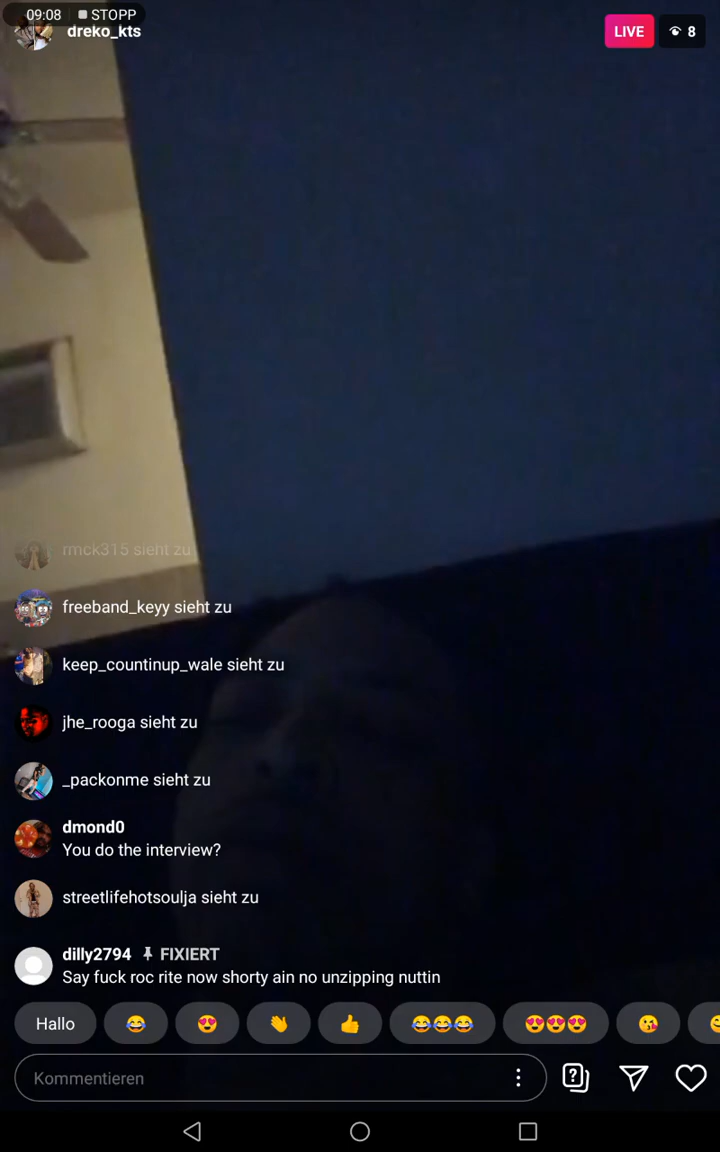 09:08 STOPP
dreko_kts
LIVE 8
rmck315 sieht zu
freeband_keyy sieht zu
keep_countinup_wale sieht zu
jhe_rooga sieht zu
_packonme sieht zu
dmond0
You do the interview?
streetlifehotsoulja sieht zu
dilly2794 FIXIERT
Say fuck roc rite now shorty ain no unzipping nuttin
Hallo 😂 😍 👋 👍 😂😂😂 😍😍😍 😘
Kommentieren